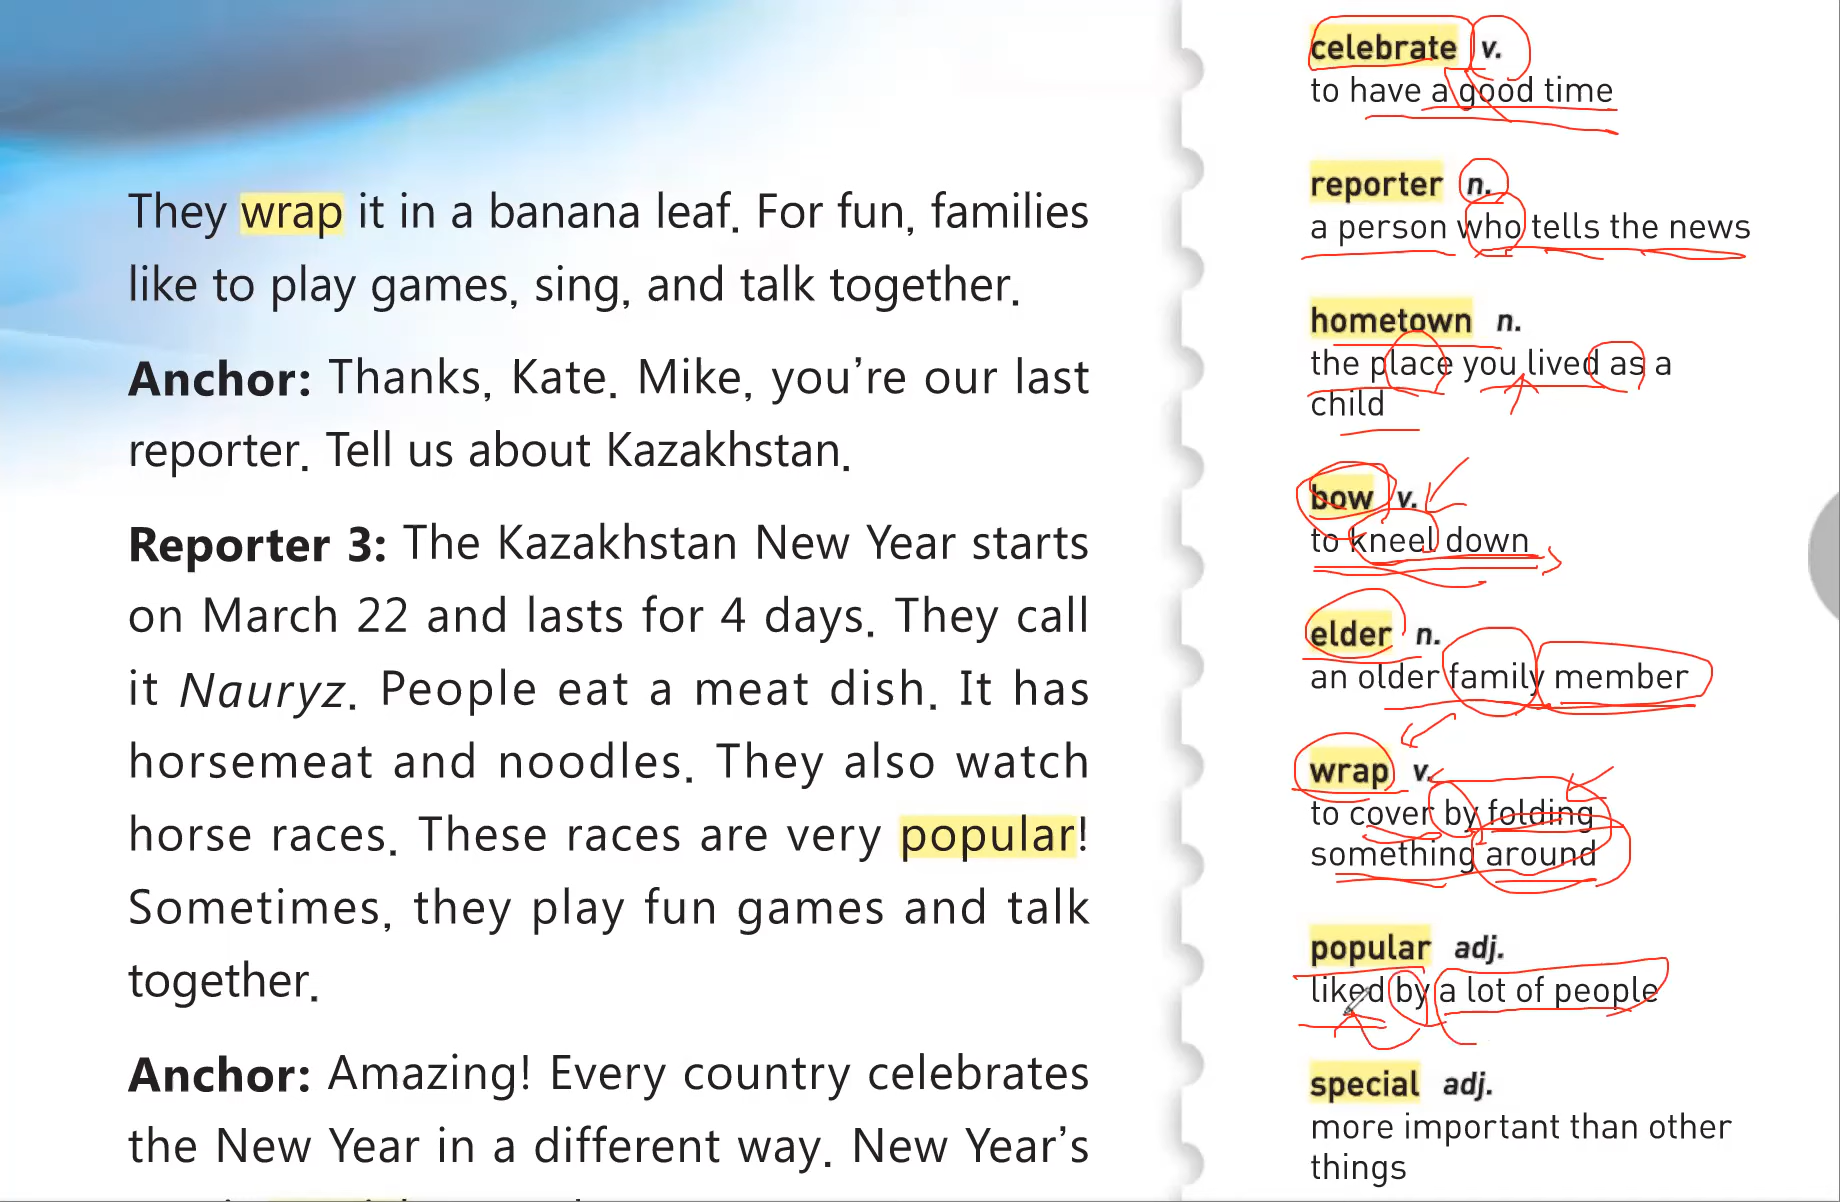 They wrap it in a banana leaf. For fun, families
like to play games, sing, and talk together.
Anchor: Thanks, Kate. Mike, you're our last
reporter. Tell us about Kazakhstan.
Reporter 3: The Kazakhstan New Year starts
on March 22 and lasts for 4 days. They call
it Nauryz. People eat a meat dish. It has
horsemeat and noodles. They also watch
horse races. These races are very popular!
Sometimes, they play fun games and talk
together.
Anchor: Amazing! Every country celebrates
the New Year in a different way. New Year's
celebrate v.
to have a good time
reporter n.
a person who tells the news
hometown n.
the place you lived as a
child
bow v.
to kneel down
elder n.
an older family member
wrap v.
to cover by folding
something around
popular adj.
liked by a lot of people
special adj.
more important than other
things